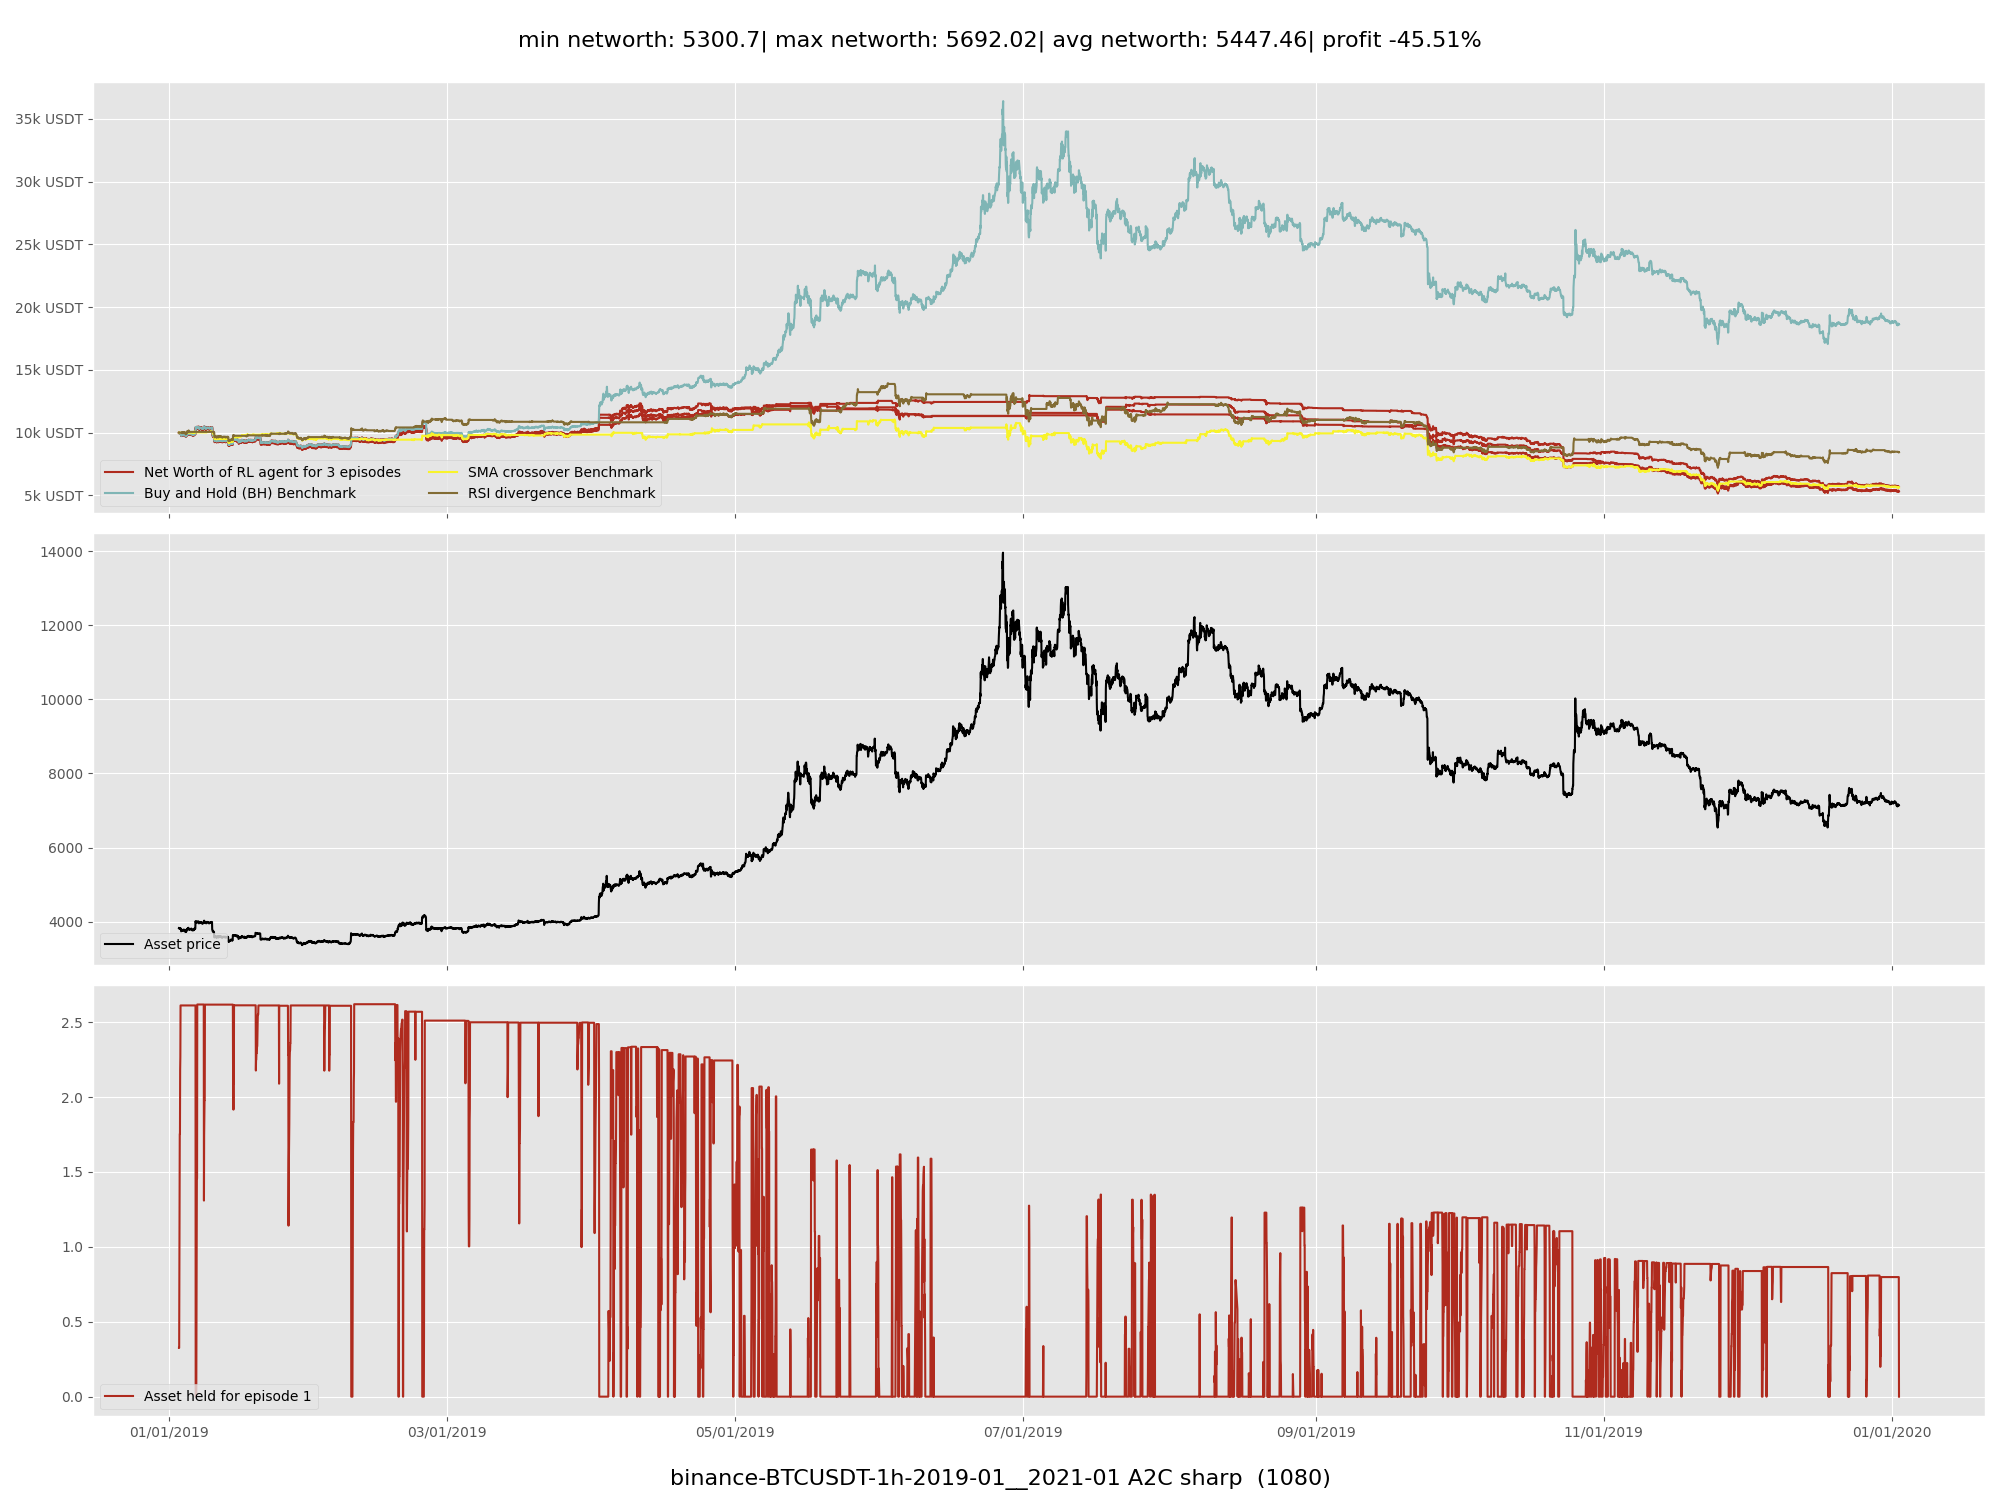 min networth: 5300.7| max networth: 5692.02| avg networth: 5447.46| profit -45.51%
35k USDT
30k USDT
25k USDT
20k USDT
15k USDT
10k USDT
5k USDT
Net Worth of RL agent for 3 episodes
Buy and Hold (BH) Benchmark
SMA crossover Benchmark
RSI divergence Benchmark
14000
12000
10000
8000
6000
4000
Asset price
2.5
2.0
1.5
1.0
0.5
0.0
Asset held for episode 1
01/01/2019 03/01/2019 05/01/2019 07/01/2019 09/01/2019 11/01/2019 01/01/2020
binance-BTCUSDT-1h-2019-01__2021-01 A2C sharp  (1080)